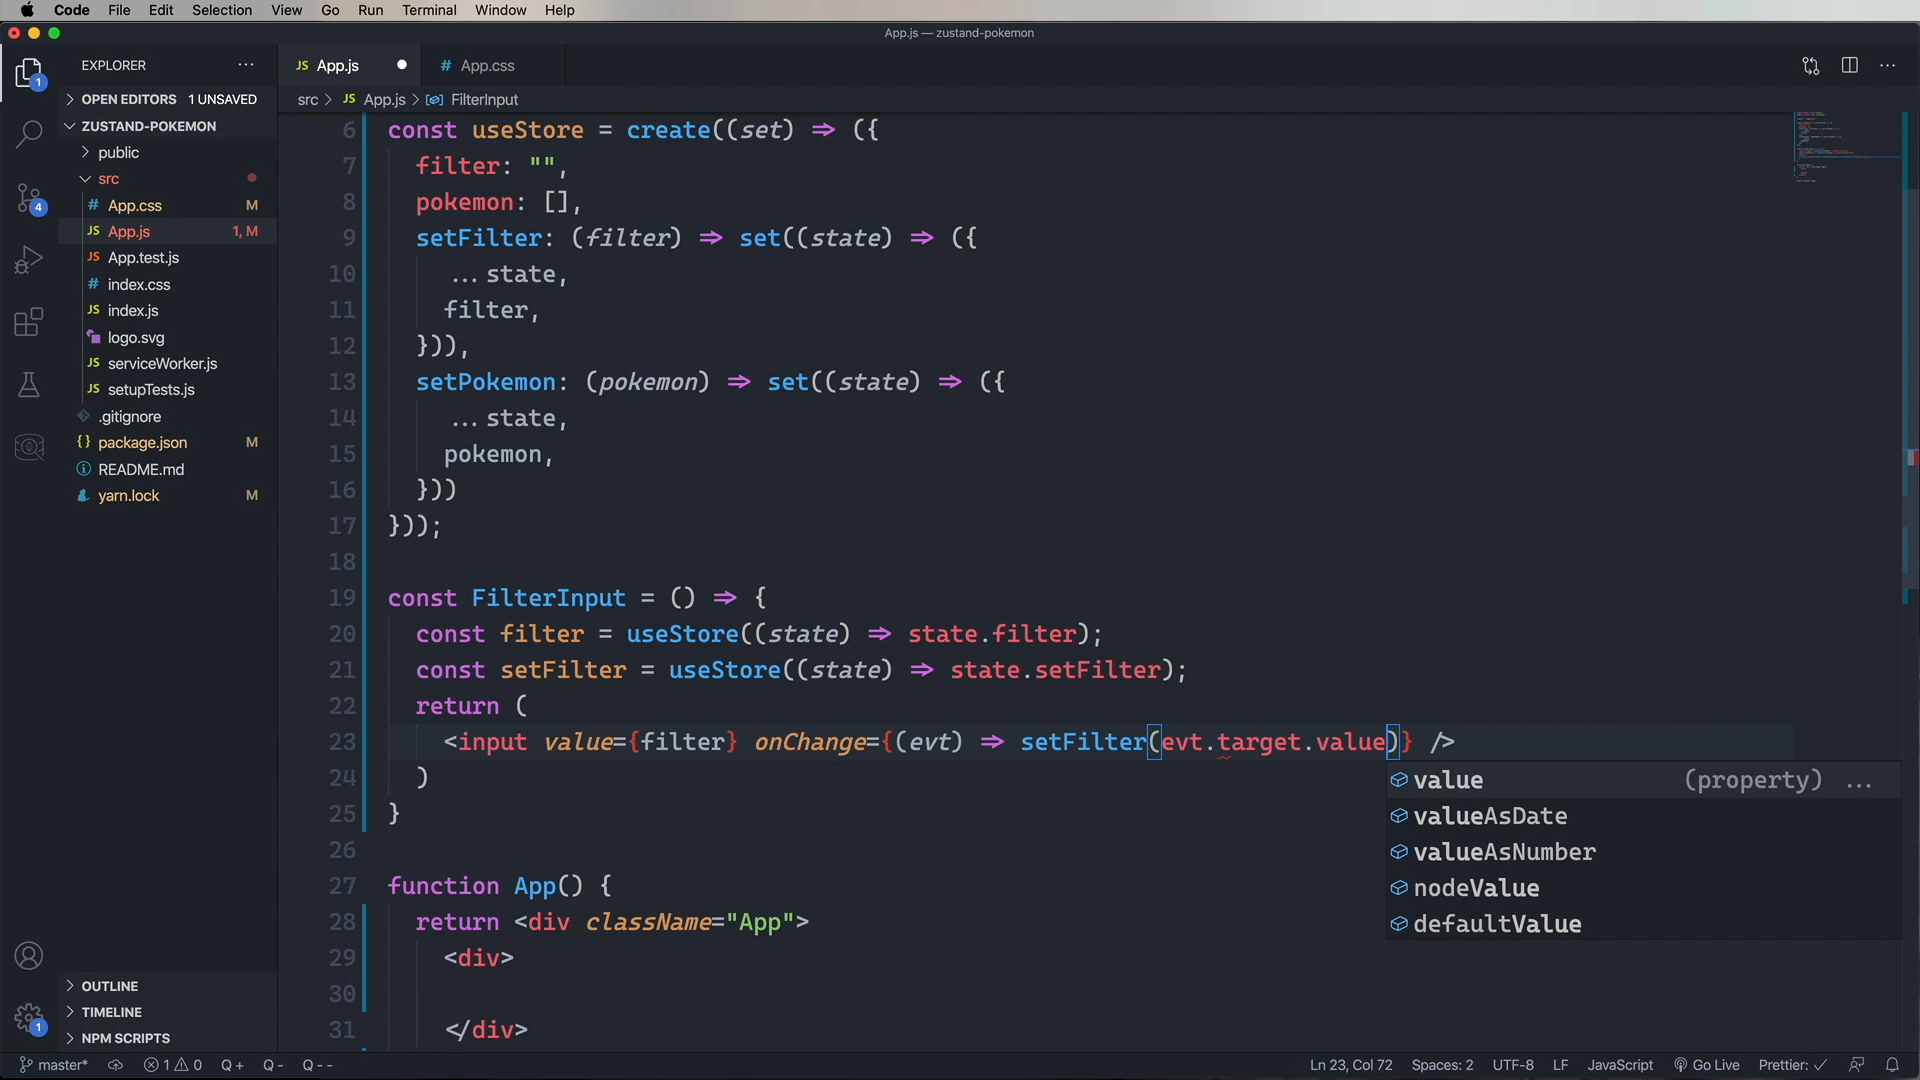 Code File Edit Selection View Go Run Terminal Window Help
App.js — zustand-pokemon
EXPLORER ...
OPEN EDITORS 1 UNSAVED
ZUSTAND-POKEMON
public
src
# App.css M
JS App.js 1, M
JS App.test.js
# index.css
JS index.js
logo.svg
JS serviceWorker.js
JS setupTests.js
.gitignore
{} package.json M
README.md
yarn.lock M
OUTLINE
TIMELINE
NPM SCRIPTS
1
4
1
JS App.js
# App.css
src > JS App.js > FilterInput
6 const useStore = create((set) => ({
7 filter: "",
8 pokemon: [],
9 setFilter: (filter) => set((state) => ({
10 ...state,
11 filter,
12 })),
13 setPokemon: (pokemon) => set((state) => ({
14 ...state,
15 pokemon,
16 }))
17 }));
18
19 const FilterInput = () => {
20 const filter = useStore((state) => state.filter);
21 const setFilter = useStore((state) => state.setFilter);
22 return (
23 <input value={filter} onChange={(evt) => setFilter(evt.target.value)} />
24 )
25 }
26
27 function App() {
28 return <div className="App">
29 <div>
30
31 </div>
value (property) ...
valueAsDate
valueAsNumber
nodeValue
defaultValue
master* 1 0 Q + Q - Q - - Ln 23, Col 72 Spaces: 2 UTF-8 LF JavaScript Go Live Prettier: ✓